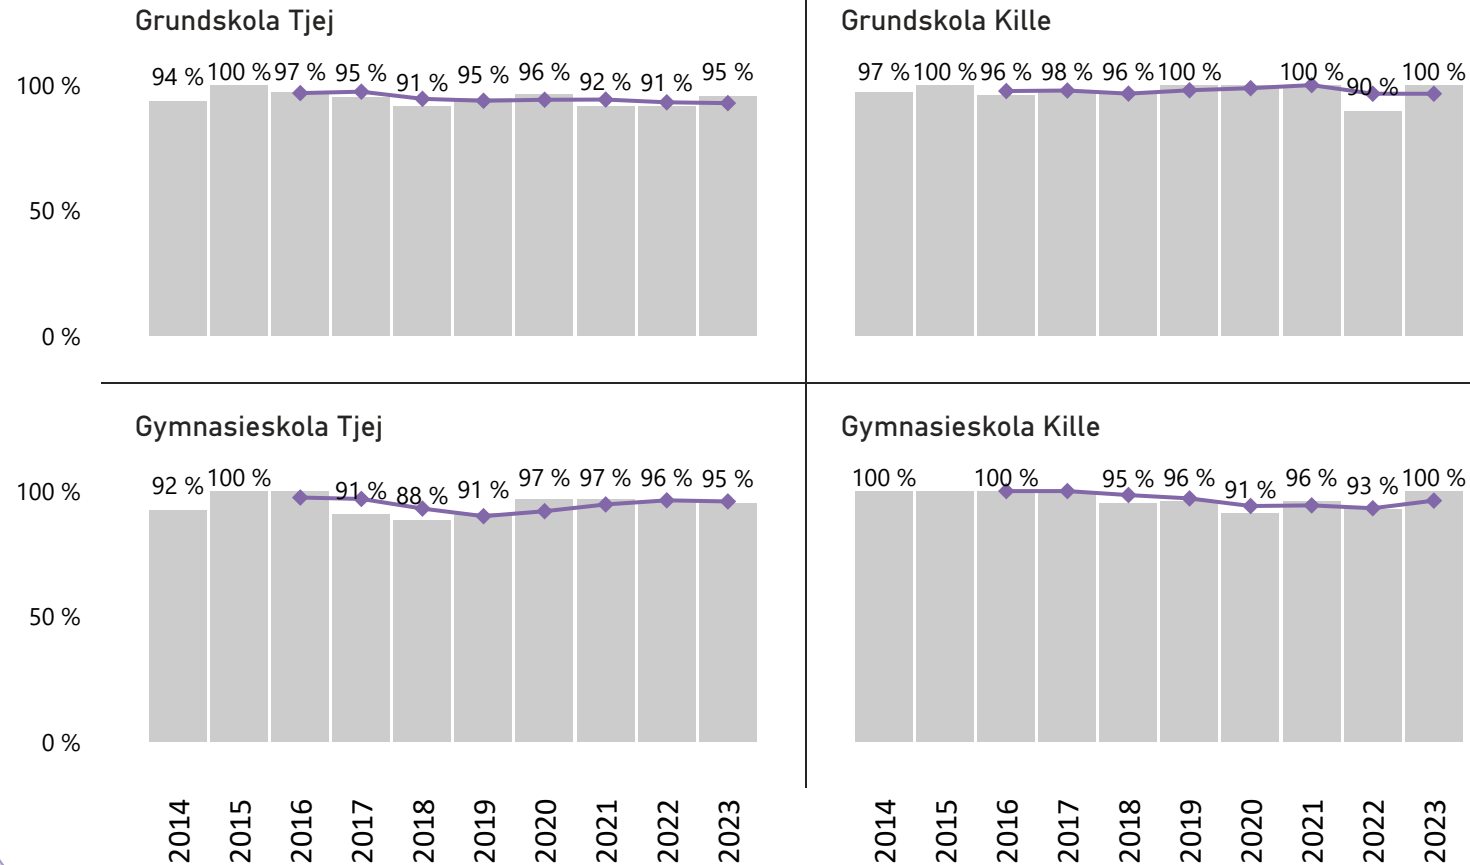 Grundskola Tjej
100 %
50 %
0 %
94 % 100 % 97 % 95 % 91 % 95 % 96 % 92 % 91 % 95 %
Grundskola Kille
97 % 100 % 96 % 98 % 96 % 100 % 100 % 90 % 100 %
Gymnasieskola Tjej
100 %
50 %
0 %
92 % 100 % 91 % 88 % 91 % 97 % 97 % 96 % 95 %
2014 2015 2016 2017 2018 2019 2020 2021 2022 2023
Gymnasieskola Kille
100 % 100 % 95 % 96 % 91 % 96 % 93 % 100 %
2014 2015 2016 2017 2018 2019 2020 2021 2022 2023